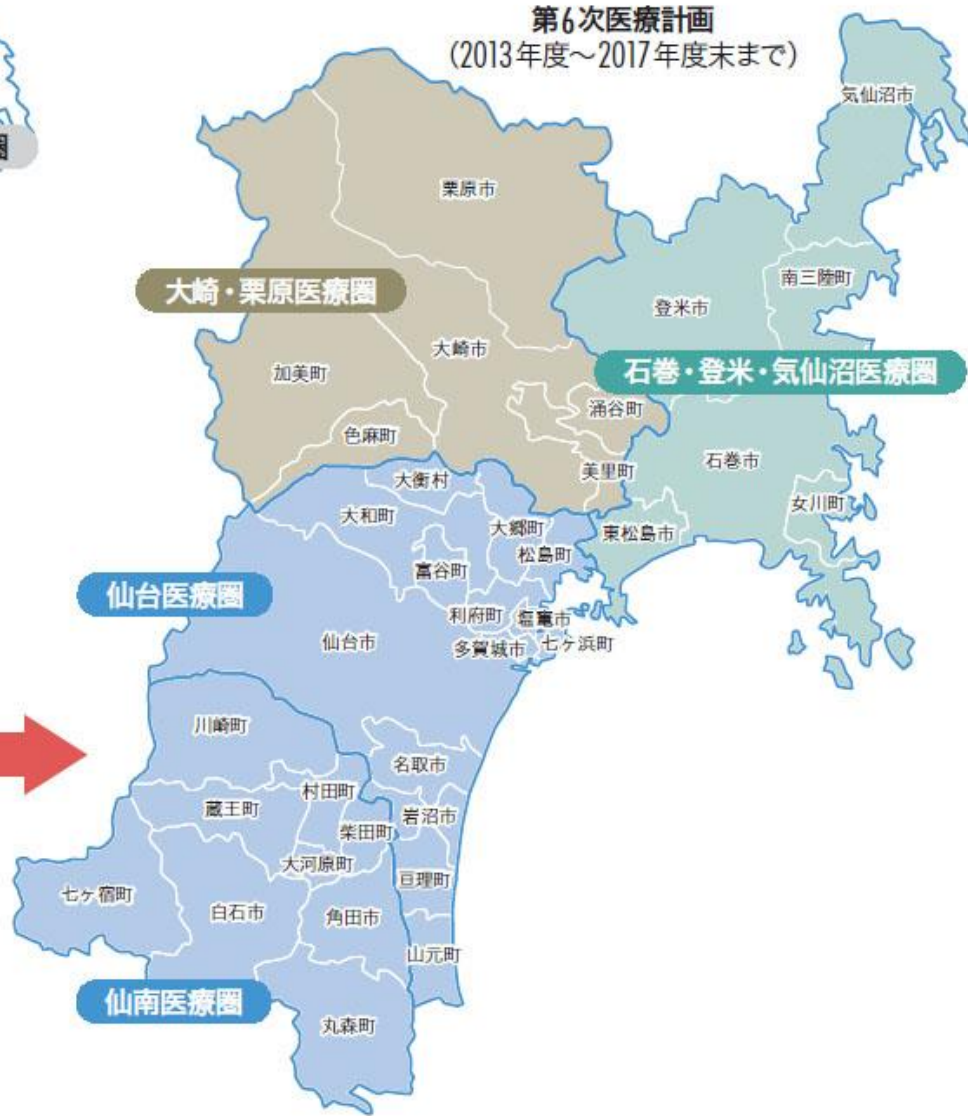 第6次医療計画
（2013年度～2017年度末まで）
気仙沼市
圏
栗原市
南三陸町
大崎・栗原医療圏
登米市
大崎市
加美町
石巻・登米・気仙沼医療圏
涌谷町
色麻町
石巻市
美里町
大衡村
女川町
大和町
大郷町
東松島市
松島町
富谷町
仙台医療圏
利府町
塩竈市
仙台市
多賀城市
七ヶ浜町
川崎町
名取市
村田町
蔵王町
岩沼市
柴田町
大河原町
亘理町
七ヶ宿町
白石市
角田市
山元町
仙南医療圏
丸森町